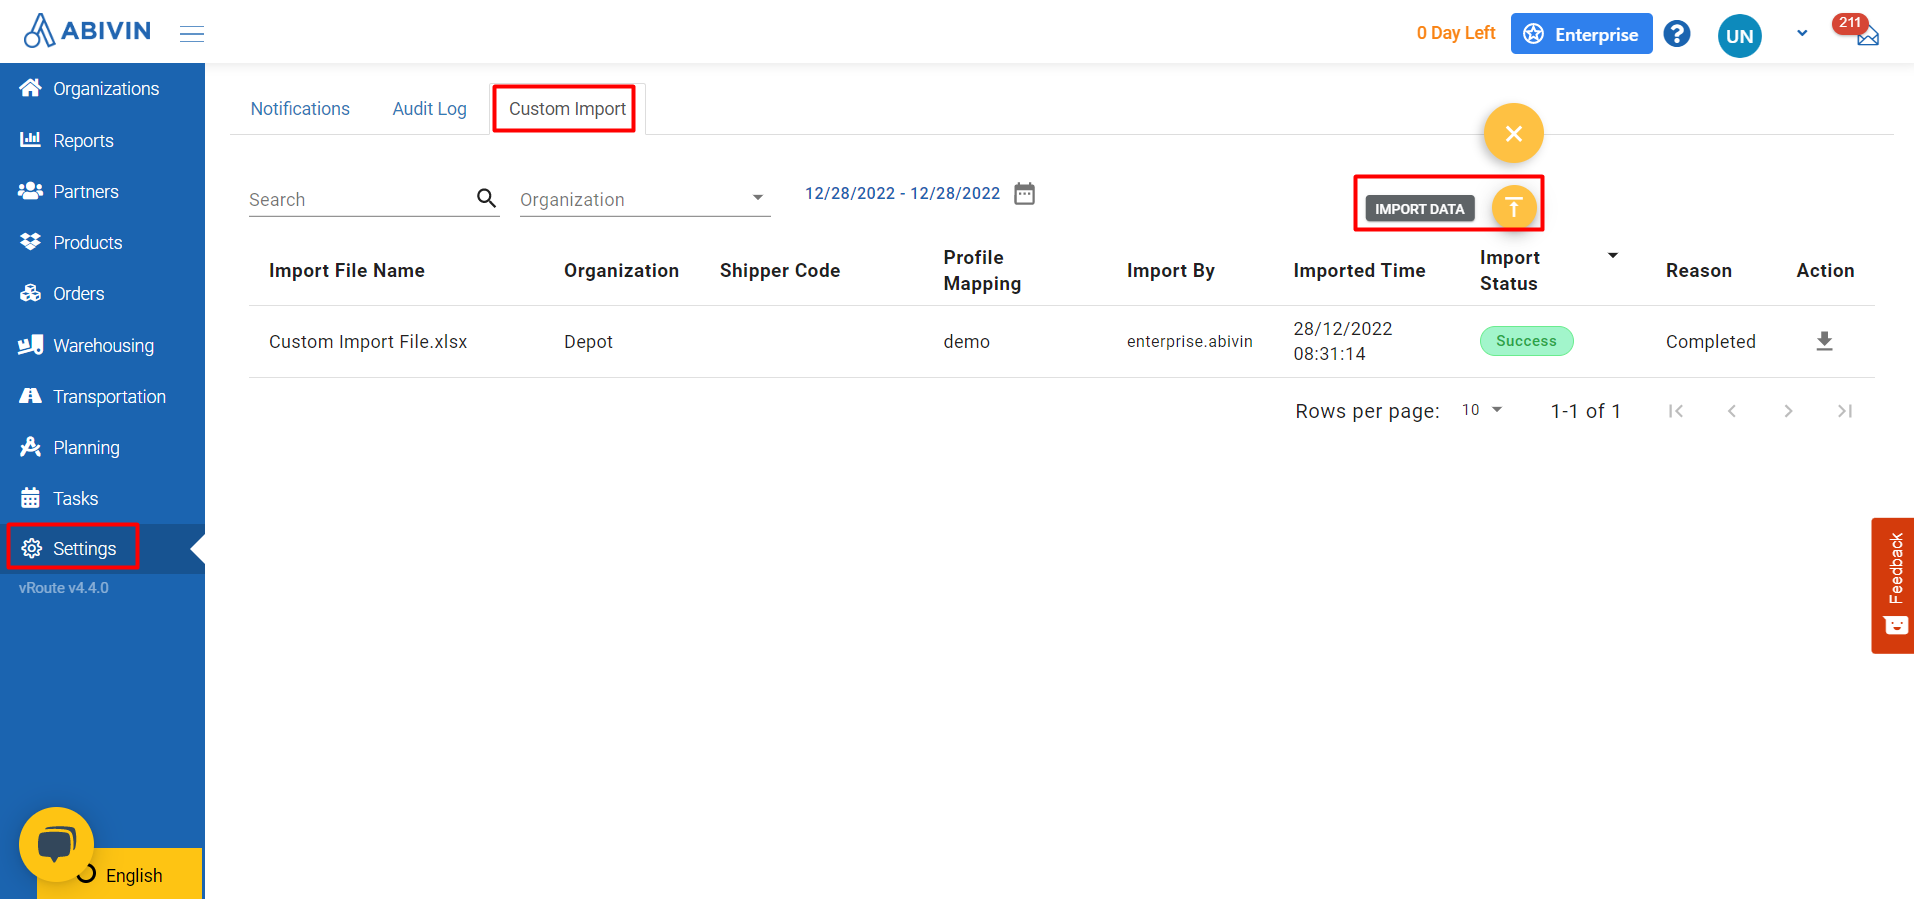 ABIVIN
0 Day Left
Enterprise
?
UN
211
Organizations
Reports
Partners
Products
Orders
Warehousing
Transportation
Planning
Tasks
Settings
vRoute v4.4.0
English
Notifications
Audit Log
Custom Import
Search
Organization
12/28/2022 - 12/28/2022
IMPORT DATA
Import File Name
Organization
Shipper Code
Profile
Mapping
Import By
Imported Time
Import
Status
Reason
Action
Custom Import File.xlsx
Depot
demo
enterprise.abivin
28/12/2022
08:31:14
Success
Completed
Rows per page:
10
1-1 of 1
Feedback